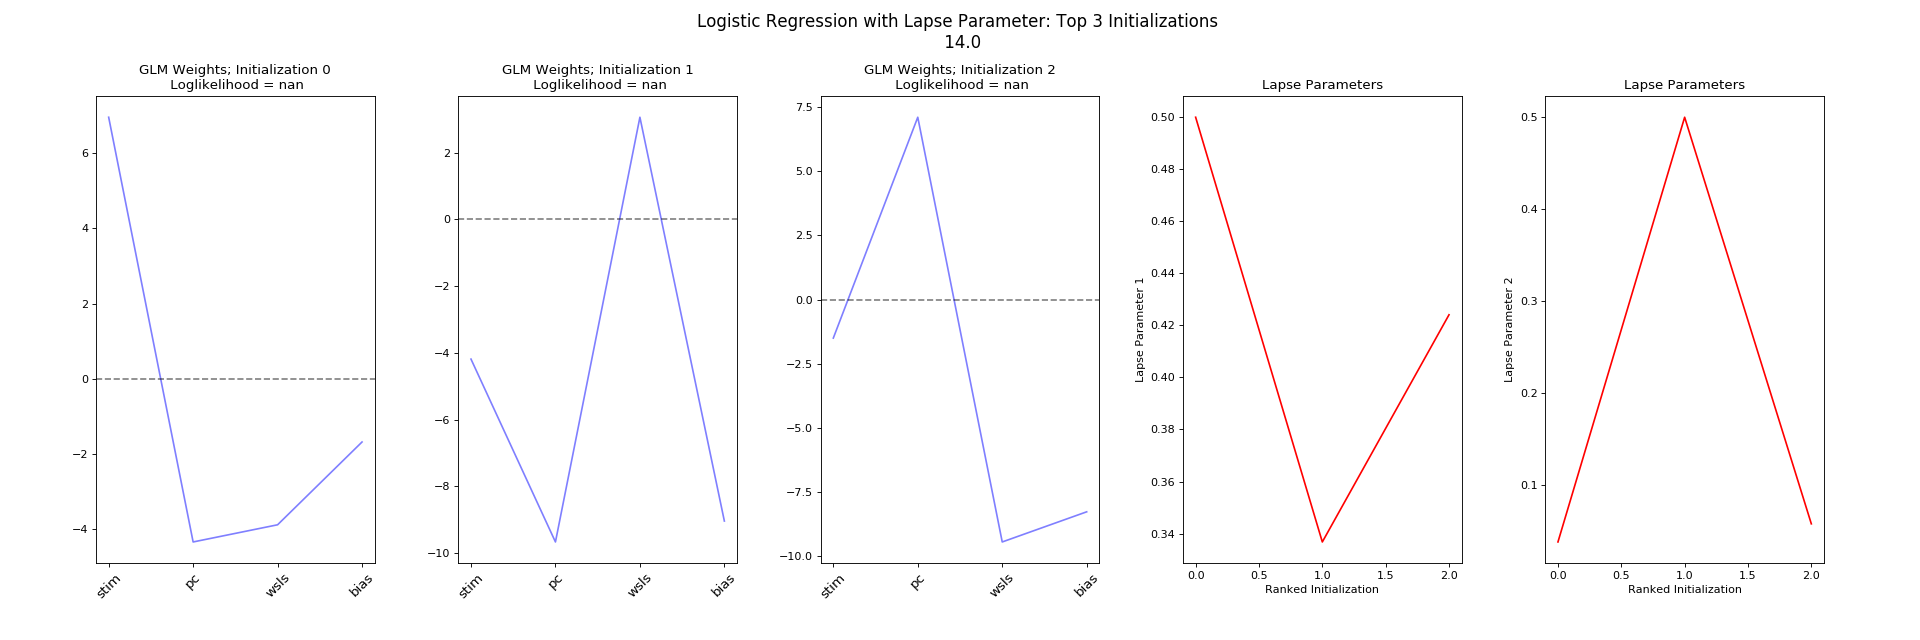 Logistic Regression with Lapse Parameter: Top 3 Initializations
14.0
GLM Weights; Initialization 0
Loglikelihood = nan
6
4
2
0
−2
−4
stim
pc
wsls
bias
GLM Weights; Initialization 1
Loglikelihood = nan
2
0
−2
−4
−6
−8
−10
stim
pc
wsls
bias
GLM Weights; Initialization 2
Loglikelihood = nan
7.5
5.0
2.5
0.0
−2.5
−5.0
−7.5
−10.0
stim
pc
wsls
bias
Lapse Parameters
Lapse Parameter 1
0.50
0.48
0.46
0.44
0.42
0.40
0.38
0.36
0.34
0.0
0.5
1.0
1.5
2.0
Ranked Initialization
Lapse Parameters
Lapse Parameter 2
0.5
0.4
0.3
0.2
0.1
0.0
0.5
1.0
1.5
2.0
Ranked Initialization